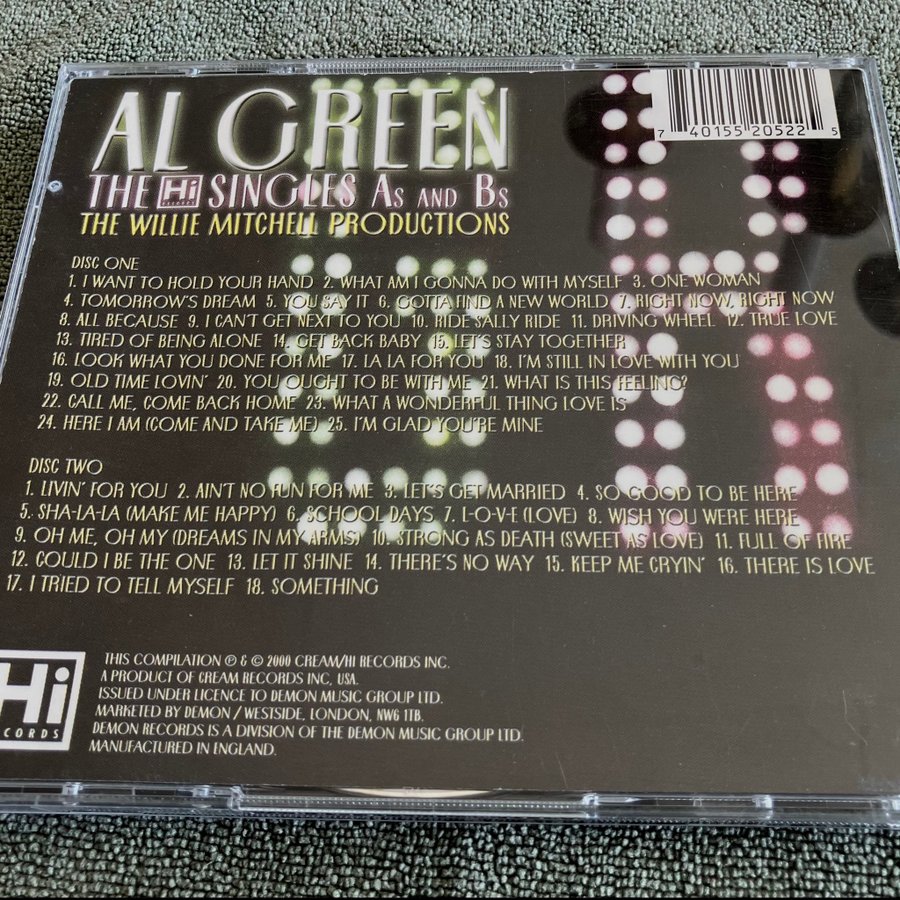 AL GREEN
7 40155 20522 5
THE Hi RECORDS SINGLES AS AND BS
THE WILLIE MITCHELL PRODUCTIONS
DISC ONE
1. I WANT TO HOLD YOUR HAND 2. WHAT AM I GONNA DO WITH MYSELF 3. ONE WOMAN
4. TOMORROW'S DREAM 5. YOU SAY IT 6. GOTTA FIND A NEW WORLD 7. RIGHT NOW, RIGHT NOW
8. ALL BECAUSE 9. I CAN'T GET NEXT TO YOU 10. RIDE SALLY RIDE 11. DRIVING WHEEL 12. TRUE LOVE
13. TIRED OF BEING ALONE 14. GET BACK BABY 15. LET'S STAY TOGETHER
16. LOOK WHAT YOU DONE FOR ME 17. LA LA FOR YOU 18. I'M STILL IN LOVE WITH YOU
19. OLD TIME LOVIN' 20. YOU OUGHT TO BE WITH ME 21. WHAT IS THIS FEELING?
22. CALL ME, COME BACK HOME 23. WHAT A WONDERFUL THING LOVE IS
24. HERE I AM (COME AND TAKE ME) 25. I'M GLAD YOU'RE MINE
DISC TWO
1. LIVIN' FOR YOU 2. AIN'T NO FUN FOR ME 3. LET'S GET MARRIED 4. SO GOOD TO BE HERE
5. SHA-LA-LA (MAKE ME HAPPY) 6. SCHOOL DAYS 7. L-O-V-E (LOVE) 8. WISH YOU WERE HERE
9. OH ME, OH MY (DREAMS IN MY ARMS) 10. STRONG AS DEATH (SWEET AS LOVE) 11. FULL OF FIRE
12. COULD I BE THE ONE 13. LET IT SHINE 14. THERE'S NO WAY 15. KEEP ME CRYIN' 16. THERE IS LOVE
17. I TRIED TO TELL MYSELF 18. SOMETHING
Hi
RECORDS
THIS COMPILATION ℗ & © 2000 CREAM/HI RECORDS INC.
A PRODUCT OF CREAM RECORDS INC, USA.
ISSUED UNDER LICENCE TO DEMON MUSIC GROUP LTD.
MARKETED BY DEMON / WESTSIDE, LONDON, NW6 1TB.
DEMON RECORDS IS A DIVISION OF THE DEMON MUSIC GROUP LTD.
MANUFACTURED IN ENGLAND.